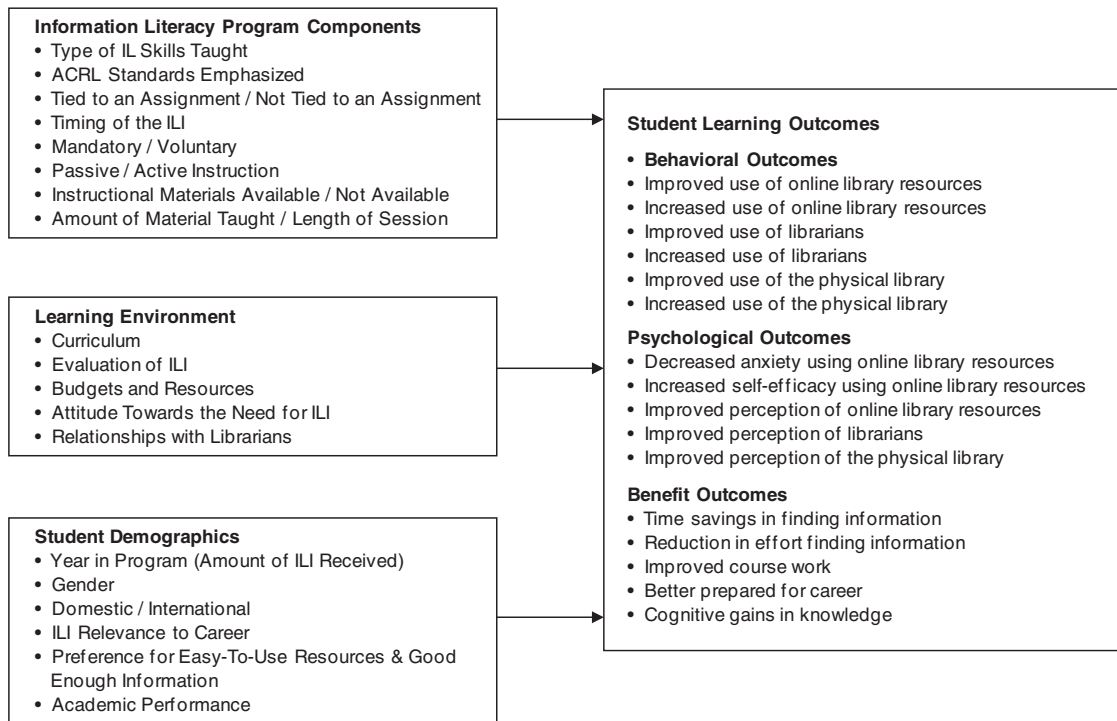 Information Literacy Program Components
• Type of IL Skills Taught
• ACRL Standards Emphasized
• Tied to an Assignment / Not Tied to an Assignment
• Timing of the ILI
• Mandatory / Voluntary
• Passive / Active Instruction
• Instructional Materials Available / Not Available
• Amount of Material Taught / Length of Session
Learning Environment
• Curriculum
• Evaluation of ILI
• Budgets and Resources
• Attitude Towards the Need for ILI
• Relationships with Librarians
Student Demographics
• Year in Program (Amount of ILI Received)
• Gender
• Domestic / International
• ILI Relevance to Career
• Preference for Easy-To-Use Resources & Good
Enough Information
• Academic Performance
Student Learning Outcomes
• Behavioral Outcomes
• Improved use of online library resources
• Increased use of online library resources
• Improved use of librarians
• Increased use of librarians
• Improved use of the physical library
• Increased use of the physical library
Psychological Outcomes
• Decreased anxiety using online library resources
• Increased self-efficacy using online library resources
• Improved perception of online library resources
• Improved perception of librarians
• Improved perception of the physical library
Benefit Outcomes
• Time savings in finding information
• Reduction in effort finding information
• Improved course work
• Better prepared for career
• Cognitive gains in knowledge